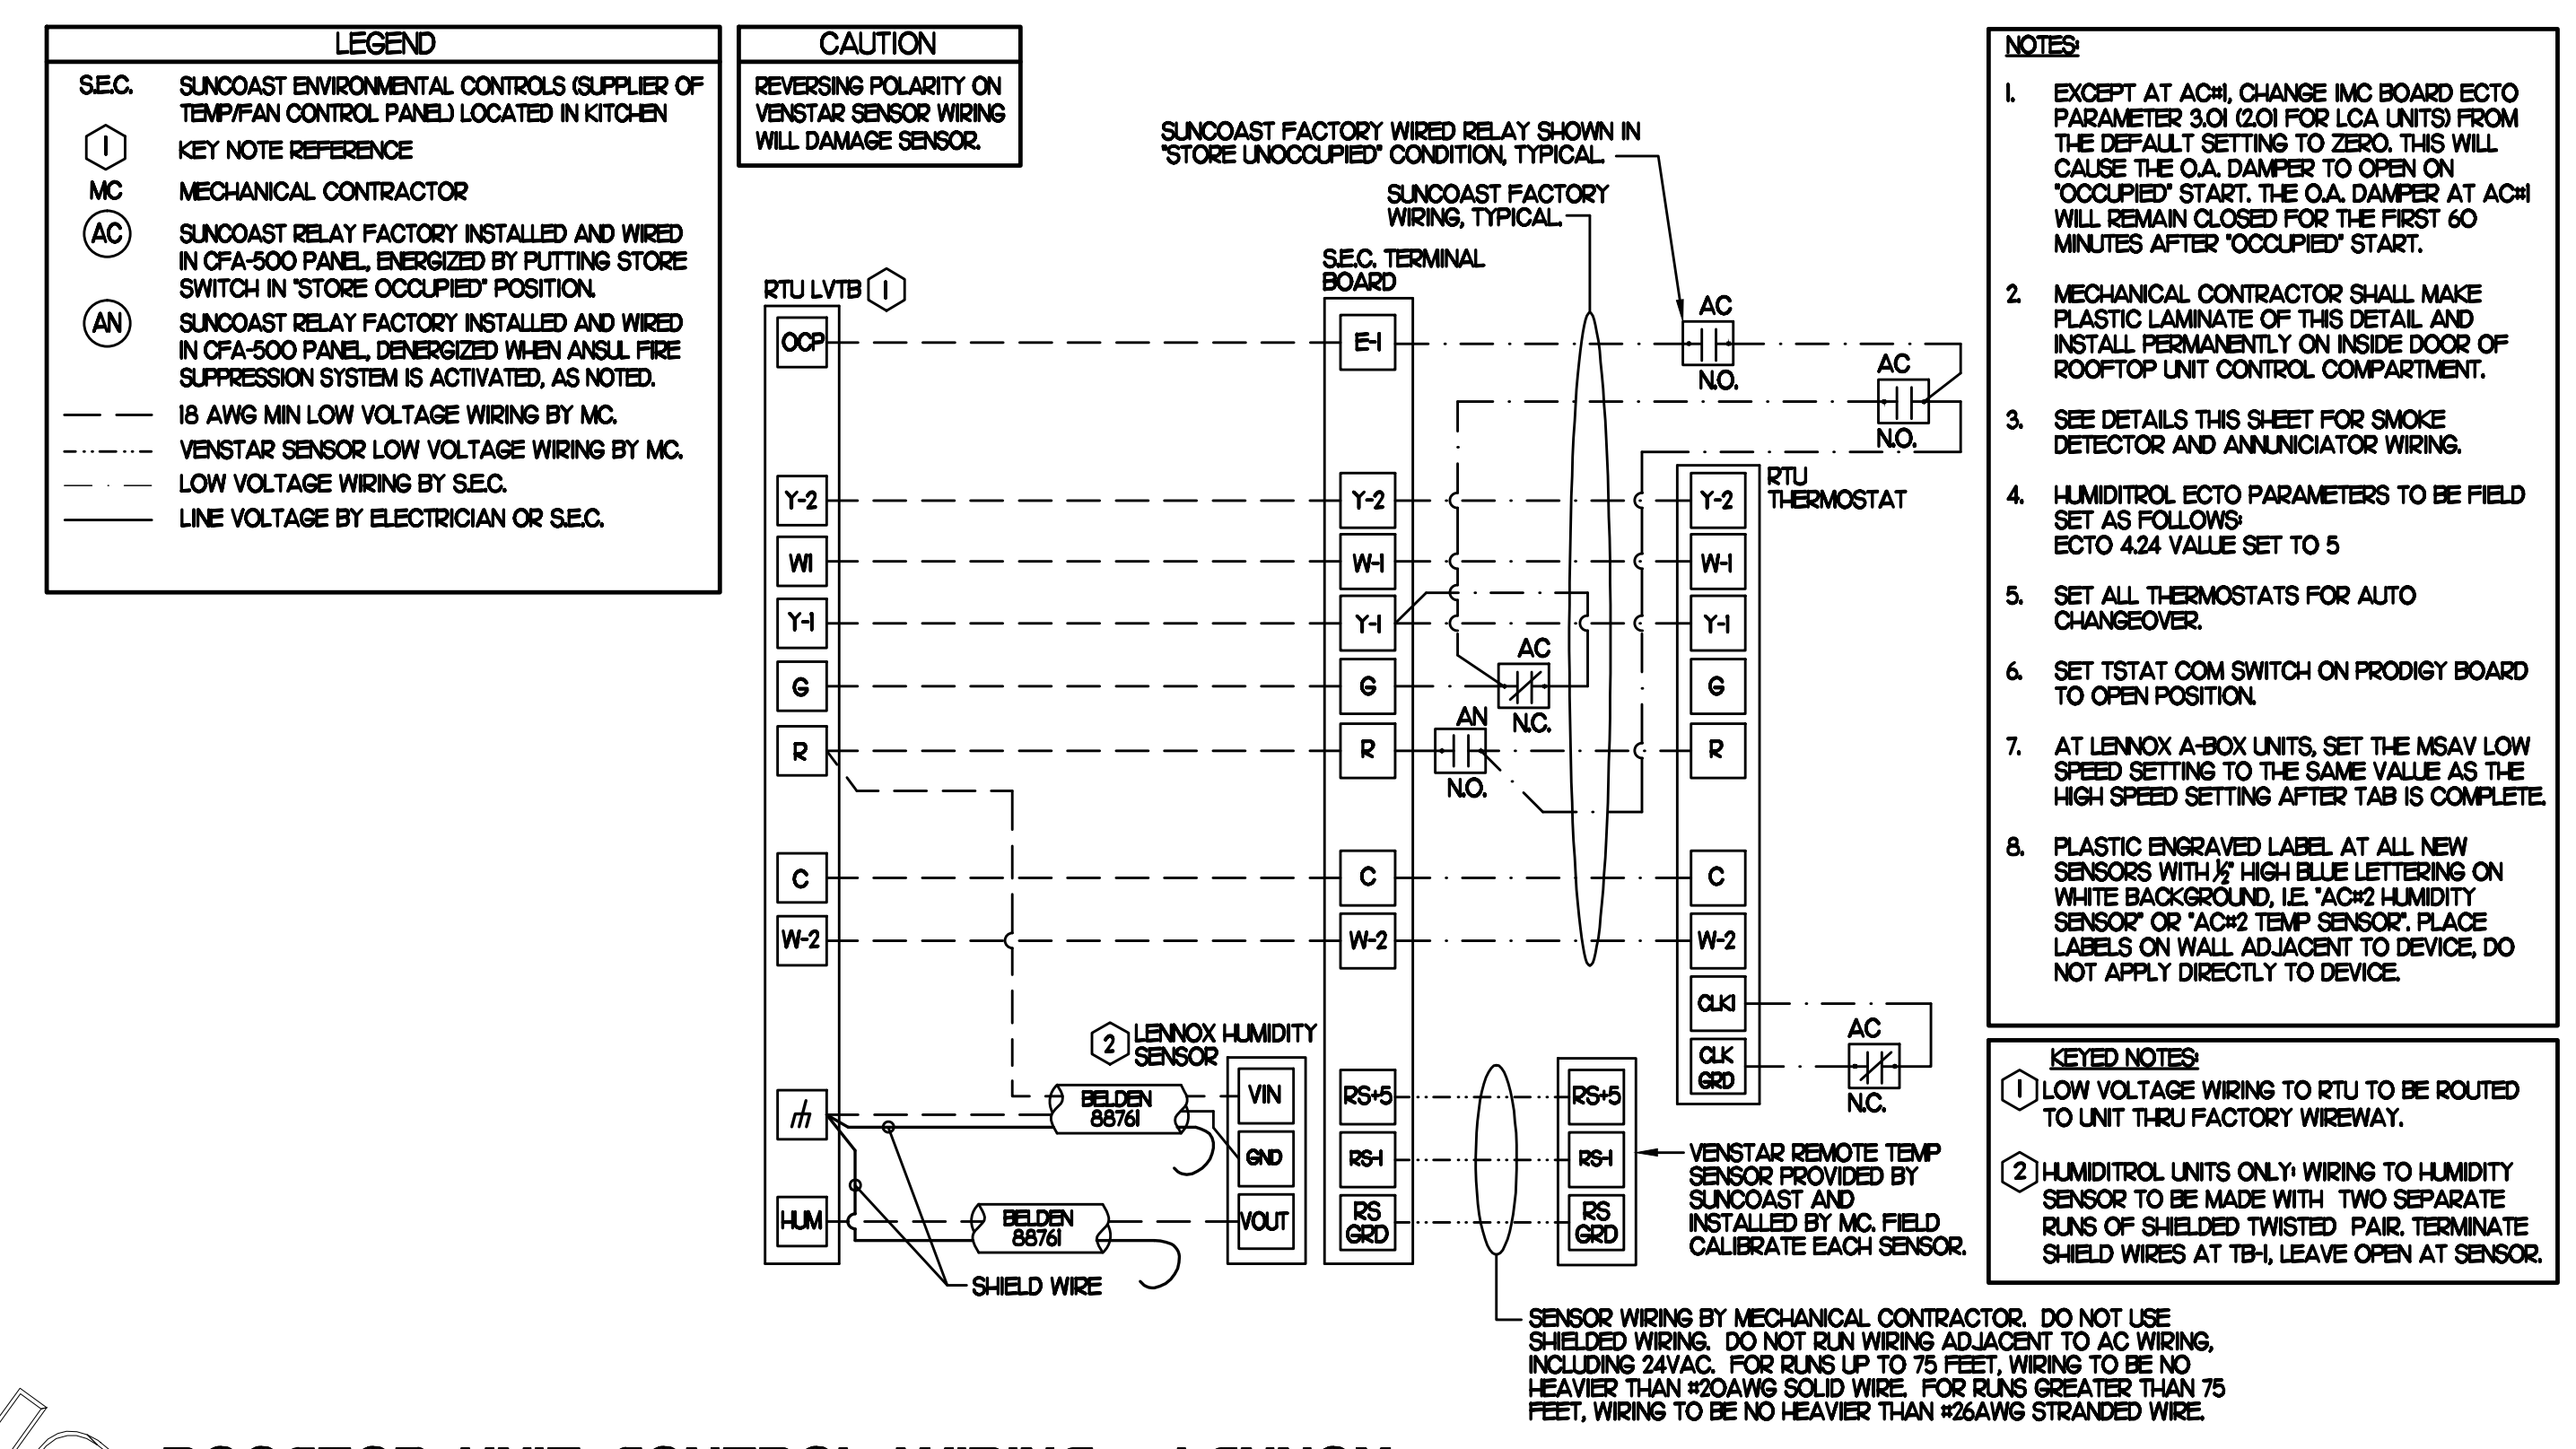 LEGEND
S.E.C. SUNCOAST ENVIRONMENTAL CONTROLS (SUPPLIER OF
TEMP/FAN CONTROL PANEL) LOCATED IN KITCHEN
1 KEY NOTE REFERENCE
MC MECHANICAL CONTRACTOR
AC SUNCOAST RELAY FACTORY INSTALLED AND WIRED
IN CFA-500 PANEL, ENERGIZED BY PUTTING STORE
SWITCH IN "STORE OCCUPIED" POSITION.
AN SUNCOAST RELAY FACTORY INSTALLED AND WIRED
IN CFA-500 PANEL, DENERGIZED WHEN ANSUL FIRE
SUPPRESSION SYSTEM IS ACTIVATED, AS NOTED.
18 AWG MIN LOW VOLTAGE WIRING BY MC.
VENSTAR SENSOR LOW VOLTAGE WIRING BY MC.
LOW VOLTAGE WIRING BY S.E.C.
LINE VOLTAGE BY ELECTRICIAN OR S.E.C.
CAUTION
REVERSING POLARITY ON
VENSTAR SENSOR WIRING
WILL DAMAGE SENSOR.
SUNCOAST FACTORY WIRED RELAY SHOWN IN
"STORE UNOCCUPIED" CONDITION, TYPICAL.
SUNCOAST FACTORY
WIRING, TYPICAL.
RTU LVTB 1
OCP
Y-2
W1
Y-1
G
R
C
W-2
HUM
S.E.C. TERMINAL
BOARD
E-1
Y-2
W-1
Y-1
G
R
C
W-2
RS+5
RS-1
RS
GRD
AC
N.O.
AC
N.O.
AC
N.C.
AN
N.O.
RTU
THERMOSTAT
Y-2
W-1
Y-1
G
R
C
W-2
CLK1
CLK
GRD
AC
N.C.
2 LENNOX HUMIDITY
SENSOR
VIN
GND
VOUT
BELDEN
88761
BELDEN
88761
SHIELD WIRE
RS+5
RS-1
RS
GRD
VENSTAR REMOTE TEMP
SENSOR PROVIDED BY
SUNCOAST AND
INSTALLED BY MC. FIELD
CALIBRATE EACH SENSOR.
SENSOR WIRING BY MECHANICAL CONTRACTOR. DO NOT USE
SHIELDED WIRING. DO NOT RUN WIRING ADJACENT TO AC WIRING,
INCLUDING 24VAC. FOR RUNS UP TO 75 FEET, WIRING TO BE NO
HEAVIER THAN #20AWG SOLID WIRE. FOR RUNS GREATER THAN 75
FEET, WIRING TO BE NO HEAVIER THAN #26AWG STRANDED WIRE.
NOTES:
1. EXCEPT AT AC#1, CHANGE IMC BOARD ECTO
PARAMETER 3.01 (2.01 FOR LCA UNITS) FROM
THE DEFAULT SETTING TO ZERO. THIS WILL
CAUSE THE O.A. DAMPER TO OPEN ON
"OCCUPIED" START. THE O.A. DAMPER AT AC#1
WILL REMAIN CLOSED FOR THE FIRST 60
MINUTES AFTER "OCCUPIED" START.
2. MECHANICAL CONTRACTOR SHALL MAKE
PLASTIC LAMINATE OF THIS DETAIL AND
INSTALL PERMANENTLY ON INSIDE DOOR OF
ROOFTOP UNIT CONTROL COMPARTMENT.
3. SEE DETAILS THIS SHEET FOR SMOKE
DETECTOR AND ANNUNICIATOR WIRING.
4. HUMIDITROL ECTO PARAMETERS TO BE FIELD
SET AS FOLLOWS:
ECTO 4.24 VALUE SET TO 5
5. SET ALL THERMOSTATS FOR AUTO
CHANGEOVER.
6. SET TSTAT COM SWITCH ON PRODIGY BOARD
TO OPEN POSITION.
7. AT LENNOX A-BOX UNITS, SET THE MSAV LOW
SPEED SETTING TO THE SAME VALUE AS THE
HIGH SPEED SETTING AFTER TAB IS COMPLETE.
8. PLASTIC ENGRAVED LABEL AT ALL NEW
SENSORS WITH ½" HIGH BLUE LETTERING ON
WHITE BACKGROUND, I.E. "AC#2 HUMIDITY
SENSOR" OR "AC#2 TEMP SENSOR". PLACE
LABELS ON WALL ADJACENT TO DEVICE, DO
NOT APPLY DIRECTLY TO DEVICE.
KEYED NOTES:
1 LOW VOLTAGE WIRING TO RTU TO BE ROUTED
TO UNIT THRU FACTORY WIREWAY.
2 HUMIDITROL UNITS ONLY: WIRING TO HUMIDITY
SENSOR TO BE MADE WITH TWO SEPARATE
RUNS OF SHIELDED TWISTED PAIR. TERMINATE
SHIELD WIRES AT TB-1, LEAVE OPEN AT SENSOR.